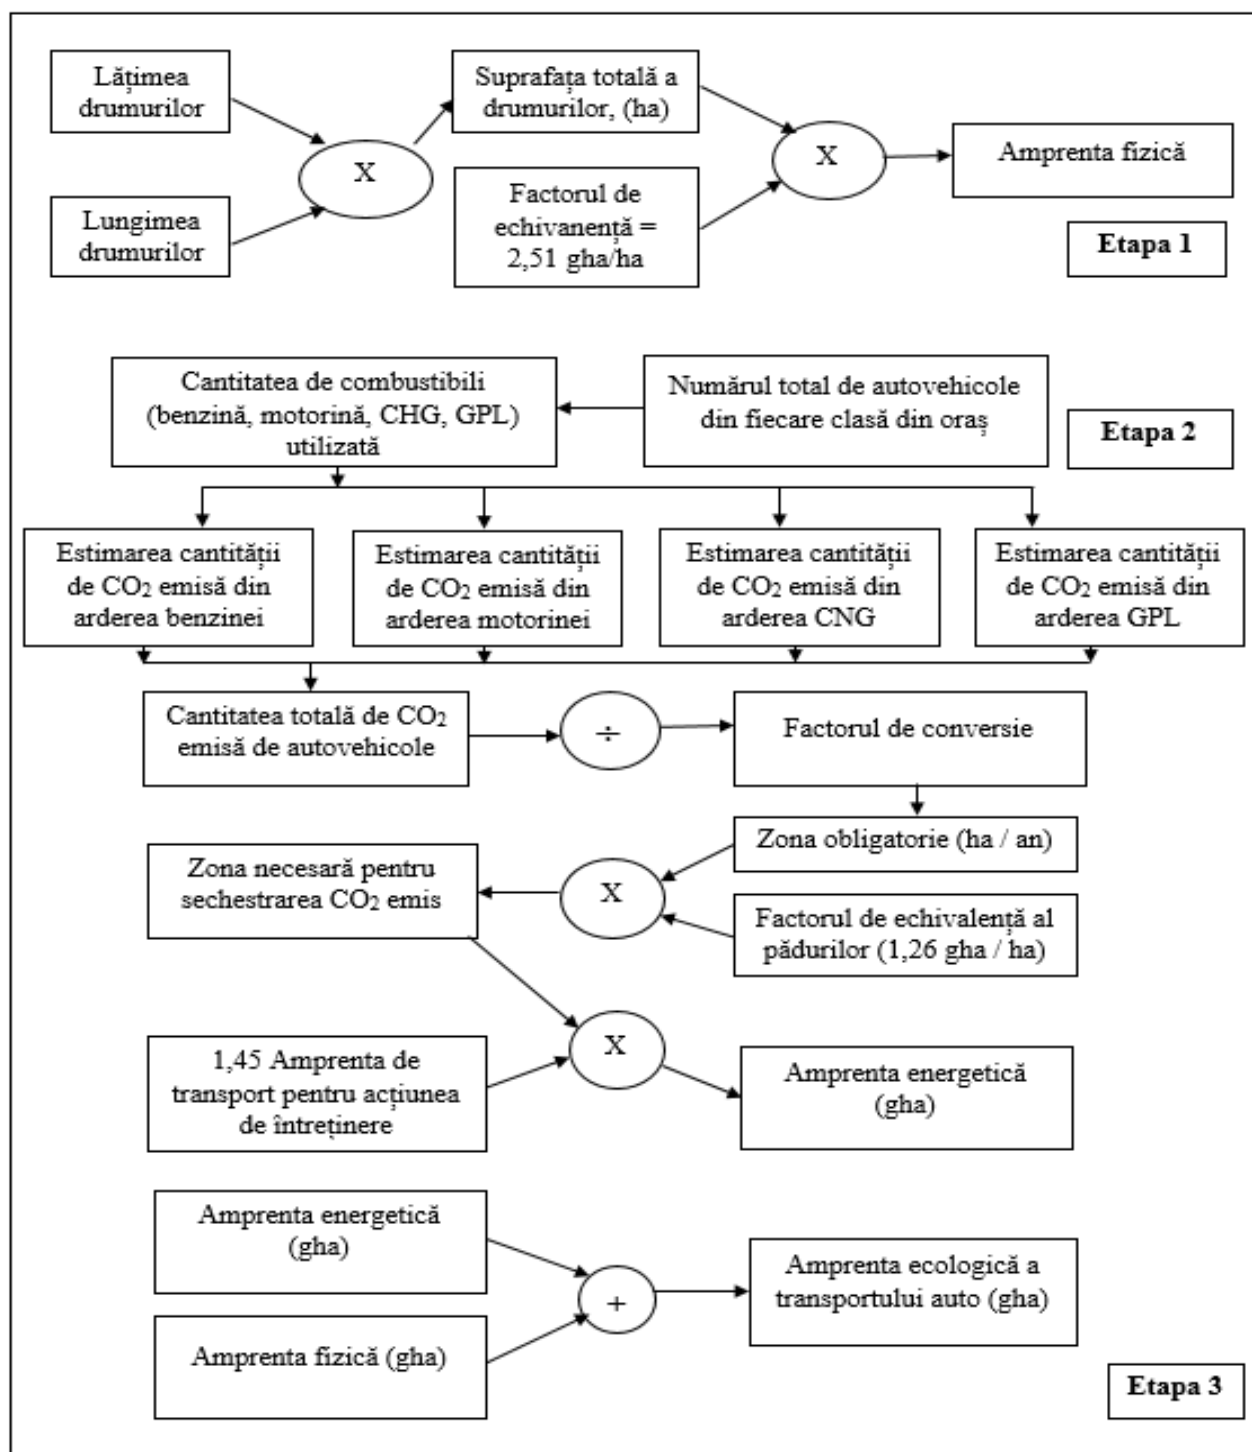 Lățimea
drumurilor
X
Lungimea
drumurilor
Suprafața totală a
drumurilor, (ha)
Factorul de
echivanență =
2,51 gha/ha
X
Amprenta fizică
Etapa 1
Cantitatea de combustibili
(benzină, motorină, CHG, GPL)
utilizată
Numărul total de autovehicole
din fiecare clasă din oraș
Etapa 2
Estimarea cantității
de CO₂ emisă din
arderea benzinei
Estimarea cantității
de CO₂ emisă din
arderea motorinei
Estimarea cantității
de CO₂ emisă din
arderea CNG
Estimarea cantității
de CO₂ emisă din
arderea GPL
Cantitatea totală de CO₂
emisă de autovehicole
÷
Factorul de conversie
Zona obligatorie (ha / an)
Zona necesară pentru
sechestrarea CO₂ emis
X
Factorul de echivalență al
pădurilor (1,26 gha / ha)
1,45 Amprenta de
transport pentru acțiunea
de întreținere
X
Amprenta energetică
(gha)
Amprenta energetică
(gha)
Amprenta fizică (gha)
+
Amprenta ecologică a
transportului auto (gha)
Etapa 3